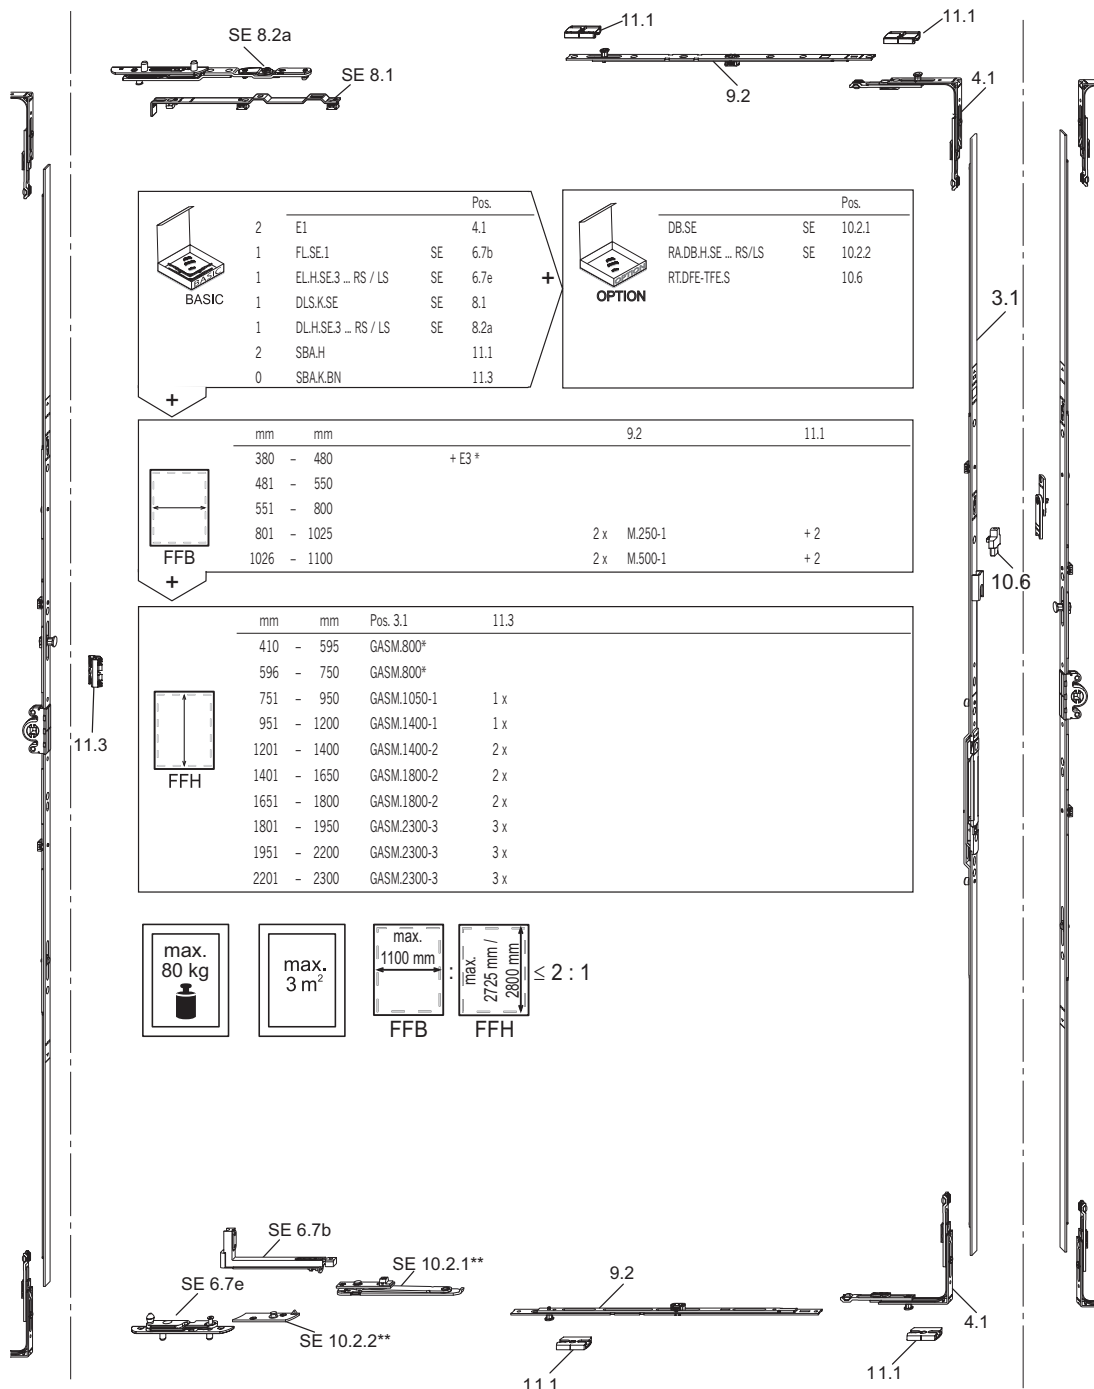 11.1
11.1
SE 8.2a
SE 8.1
9.2
4.1
Pos.
2 E1 4.1
1 FL.SE.1 SE 6.7b
1 EL.H.SE.3 ... RS / LS SE 6.7e
1 DLS.K.SE SE 8.1
1 DL.H.SE.3 ... RS / LS SE 8.2a
2 SBA.H 11.1
0 SBA.K.BN 11.3
BASIC
BASIC
+
Pos.
DB.SE SE 10.2.1
RA.DB.H.SE ... RS/LS SE 10.2.2
RT.DFE-TFE.S 10.6
OPTION
OPTION
3.1
+
mm mm 9.2 11.1
380 – 480 + E3 *
481 – 550
551 – 800
801 – 1025 2 x M.250-1 + 2
1026 – 1100 2 x M.500-1 + 2
FFB
+
10.6
mm mm Pos. 3.1 11.3
410 – 595 GASM.800*
596 – 750 GASM.800*
751 – 950 GASM.1050-1 1 x
951 – 1200 GASM.1400-1 1 x
1201 – 1400 GASM.1400-2 2 x
1401 – 1650 GASM.1800-2 2 x
1651 – 1800 GASM.1800-2 2 x
1801 – 1950 GASM.2300-3 3 x
1951 – 2200 GASM.2300-3 3 x
2201 – 2300 GASM.2300-3 3 x
FFH
11.3
max.
80 kg
max.
3 m²
max.
1100 mm
FFB
:
max.
2725 mm /
2800 mm
FFH
≤ 2 : 1
SE 6.7b
SE 10.2.1**
SE 6.7e
SE 10.2.2**
9.2
4.1
11.1
11.1